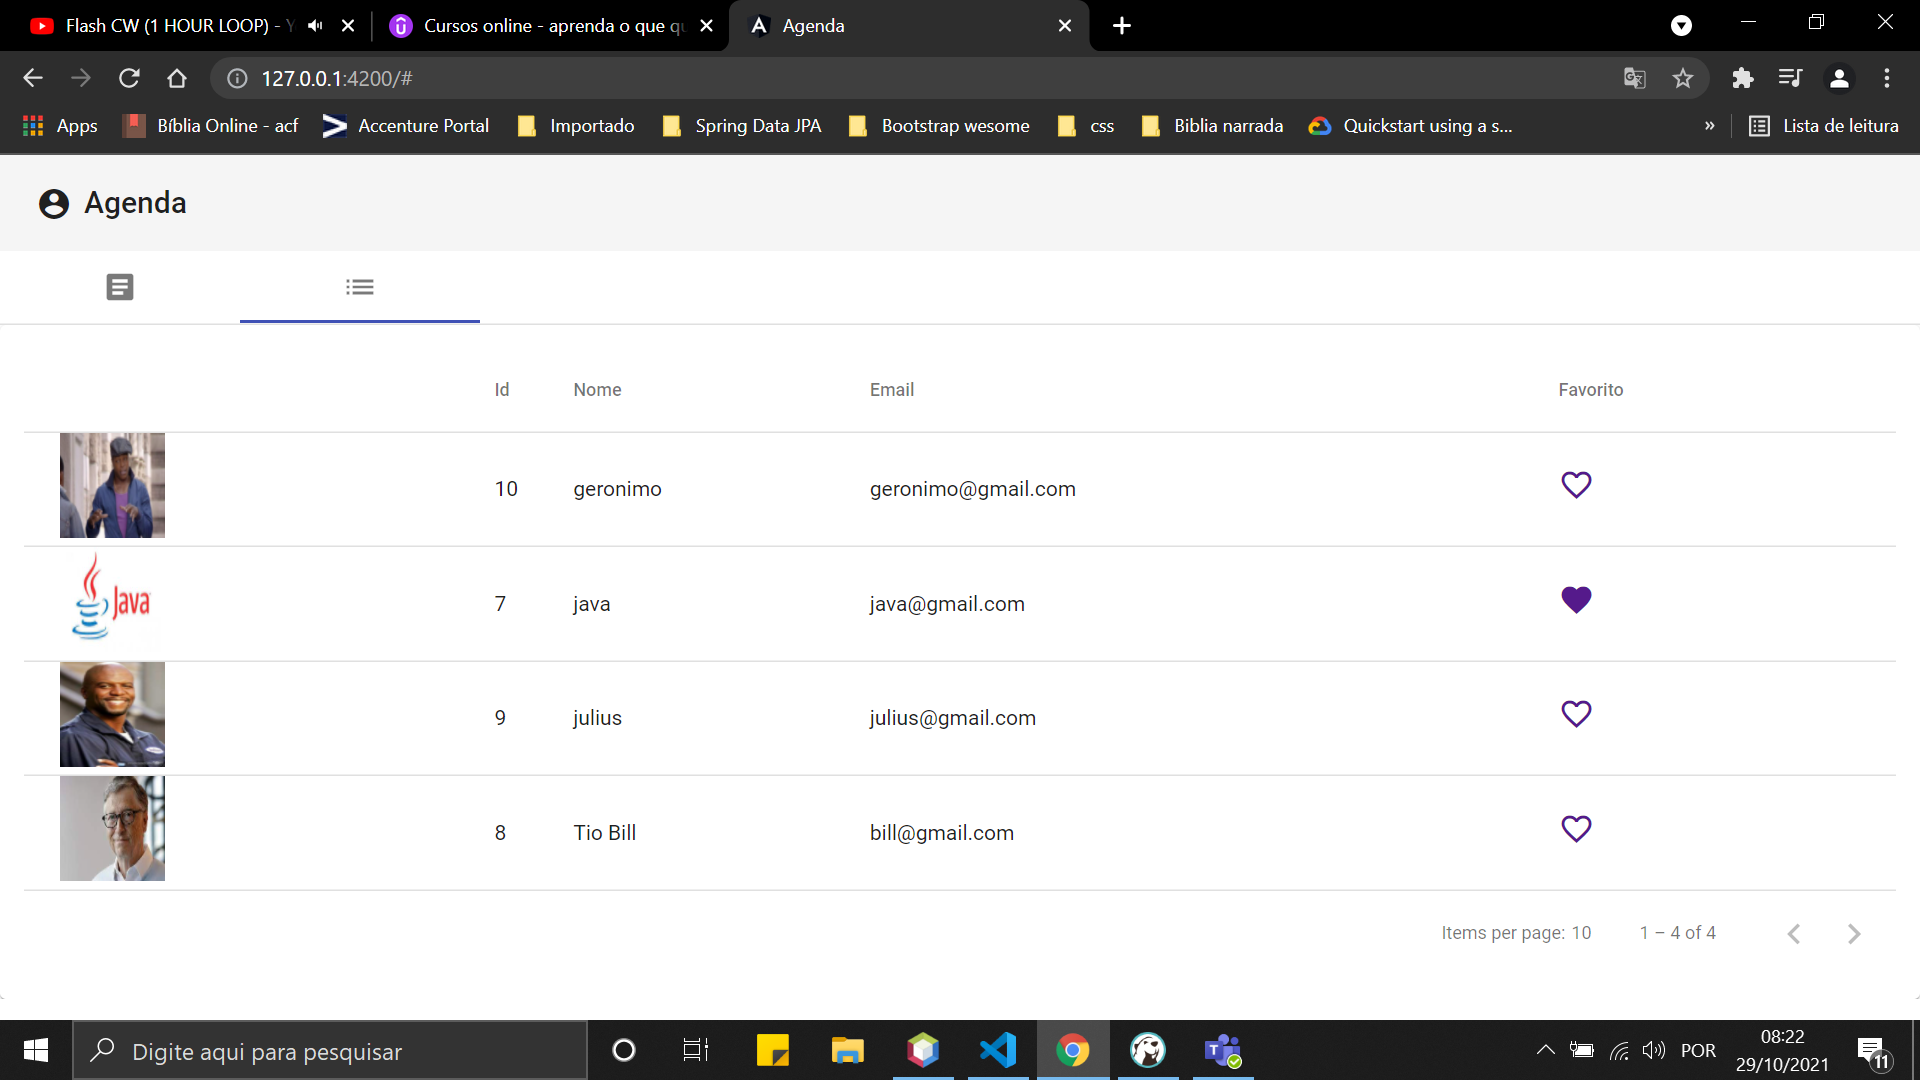 Flash CW (1 HOUR LOOP) - Y
Cursos online - aprenda o que qu
Agenda
127.0.0.1:4200/#
Apps
Bíblia Online - acf
Accenture Portal
Importado
Spring Data JPA
Bootstrap wesome
css
Biblia narrada
Quickstart using a s...
»
Lista de leitura
Agenda
Id Nome Email Favorito
10 geronimo geronimo@gmail.com
Java
7 java java@gmail.com
9 julius julius@gmail.com
8 Tio Bill bill@gmail.com
Items per page: 10 1 – 4 of 4
Digite aqui para pesquisar
POR
08:22
29/10/2021
11